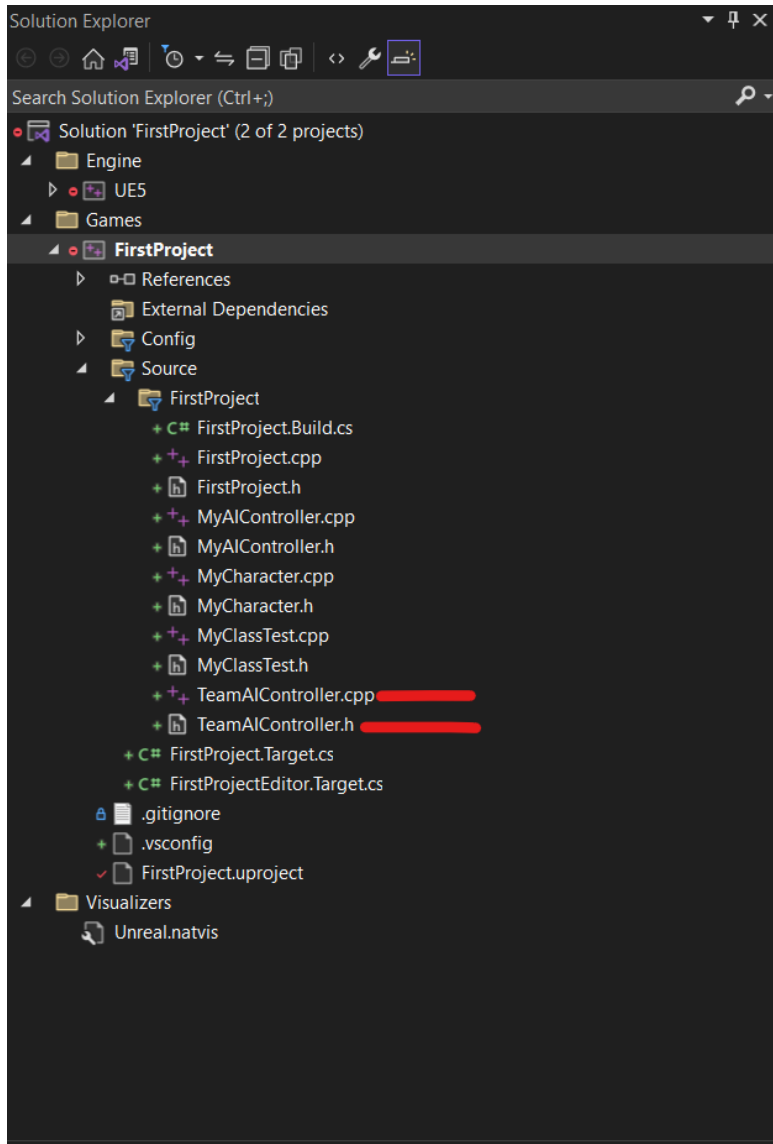 Solution Explorer
Search Solution Explorer (Ctrl+;)
Solution 'FirstProject' (2 of 2 projects)
Engine
UE5
Games
FirstProject
References
External Dependencies
Config
Source
FirstProject
C# FirstProject.Build.cs
FirstProject.cpp
h FirstProject.h
MyAIController.cpp
h MyAIController.h
MyCharacter.cpp
h MyCharacter.h
MyClassTest.cpp
h MyClassTest.h
TeamAIController.cpp
h TeamAIController.h
C# FirstProject.Target.cs
C# FirstProjectEditor.Target.cs
.gitignore
.vsconfig
FirstProject.uproject
Visualizers
Unreal.natvis